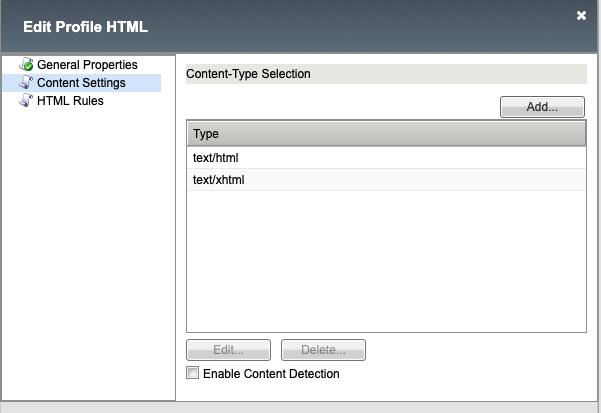 Edit Profile HTML
General Properties
Content Settings
HTML Rules
Content-Type Selection
Add...
Type
text/html
text/xhtml
Edit...
Delete...
Enable Content Detection